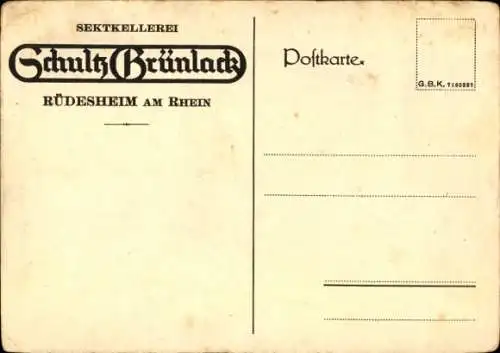 SEKTKELLEREI
Schultz Grünlack
RÜDESHEIM AM RHEIN
Postkarte.
G.B.K.